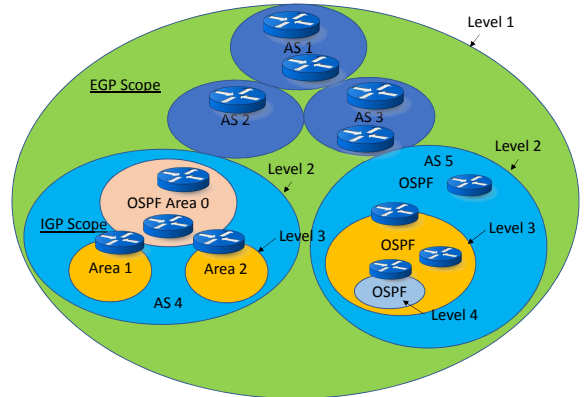 Level 1
AS 1
EGP Scope
AS 2
AS 3
AS 5
Level 2
Level 2
OSPF
OSPF Area 0
IGP Scope
Level 3
OSPF
Level 3
Area 1
Area 2
AS 4
OSPF
Level 4